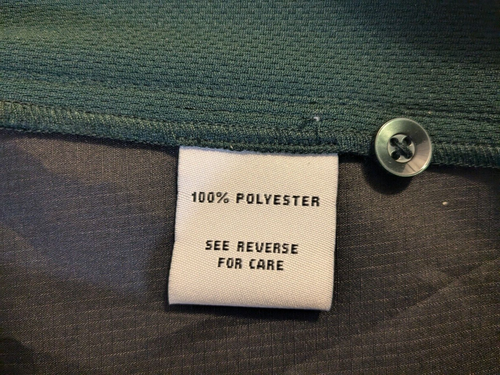 100% POLYESTER
SEE REVERSE
FOR CARE